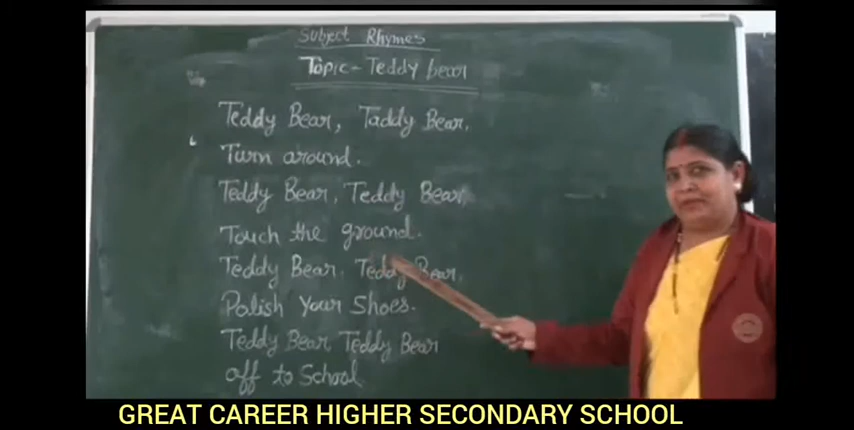 Subject Rhymes
Topic - Teddy bear
Teddy Bear, Taddy Bear,
Turn around.
Teddy Bear, Teddy Bear,
Touch the ground.
Teddy Bear, Teddy Bear,
Polish Your Shoes.
Teddy Bear, Teddy Bear
off to School
GREAT CAREER HIGHER SECONDARY SCHOOL